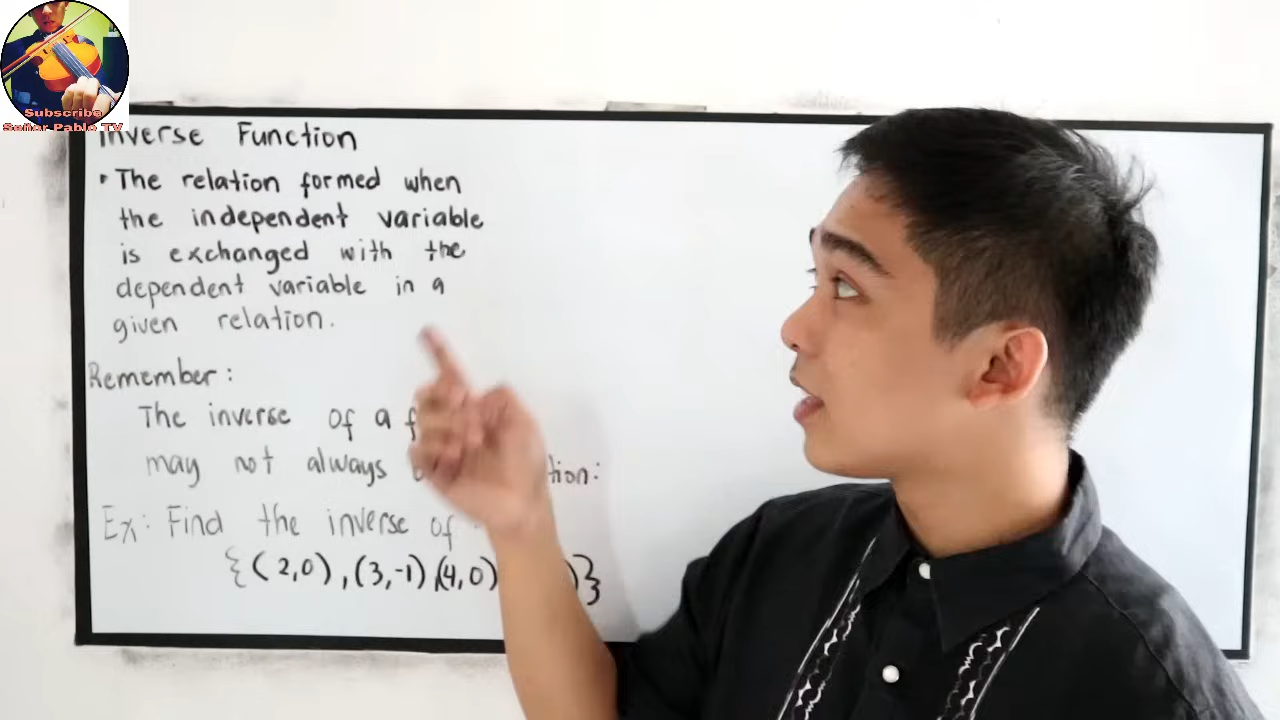 Subscribe
Señor Pablo TV
Inverse Function
• The relation formed when
the independent variable
is exchanged with the
dependent variable in a
given relation.
Remember:
The inverse of a
may not always
Ex: Find the inverse of
{(2,0),(3,-1),(4,0)